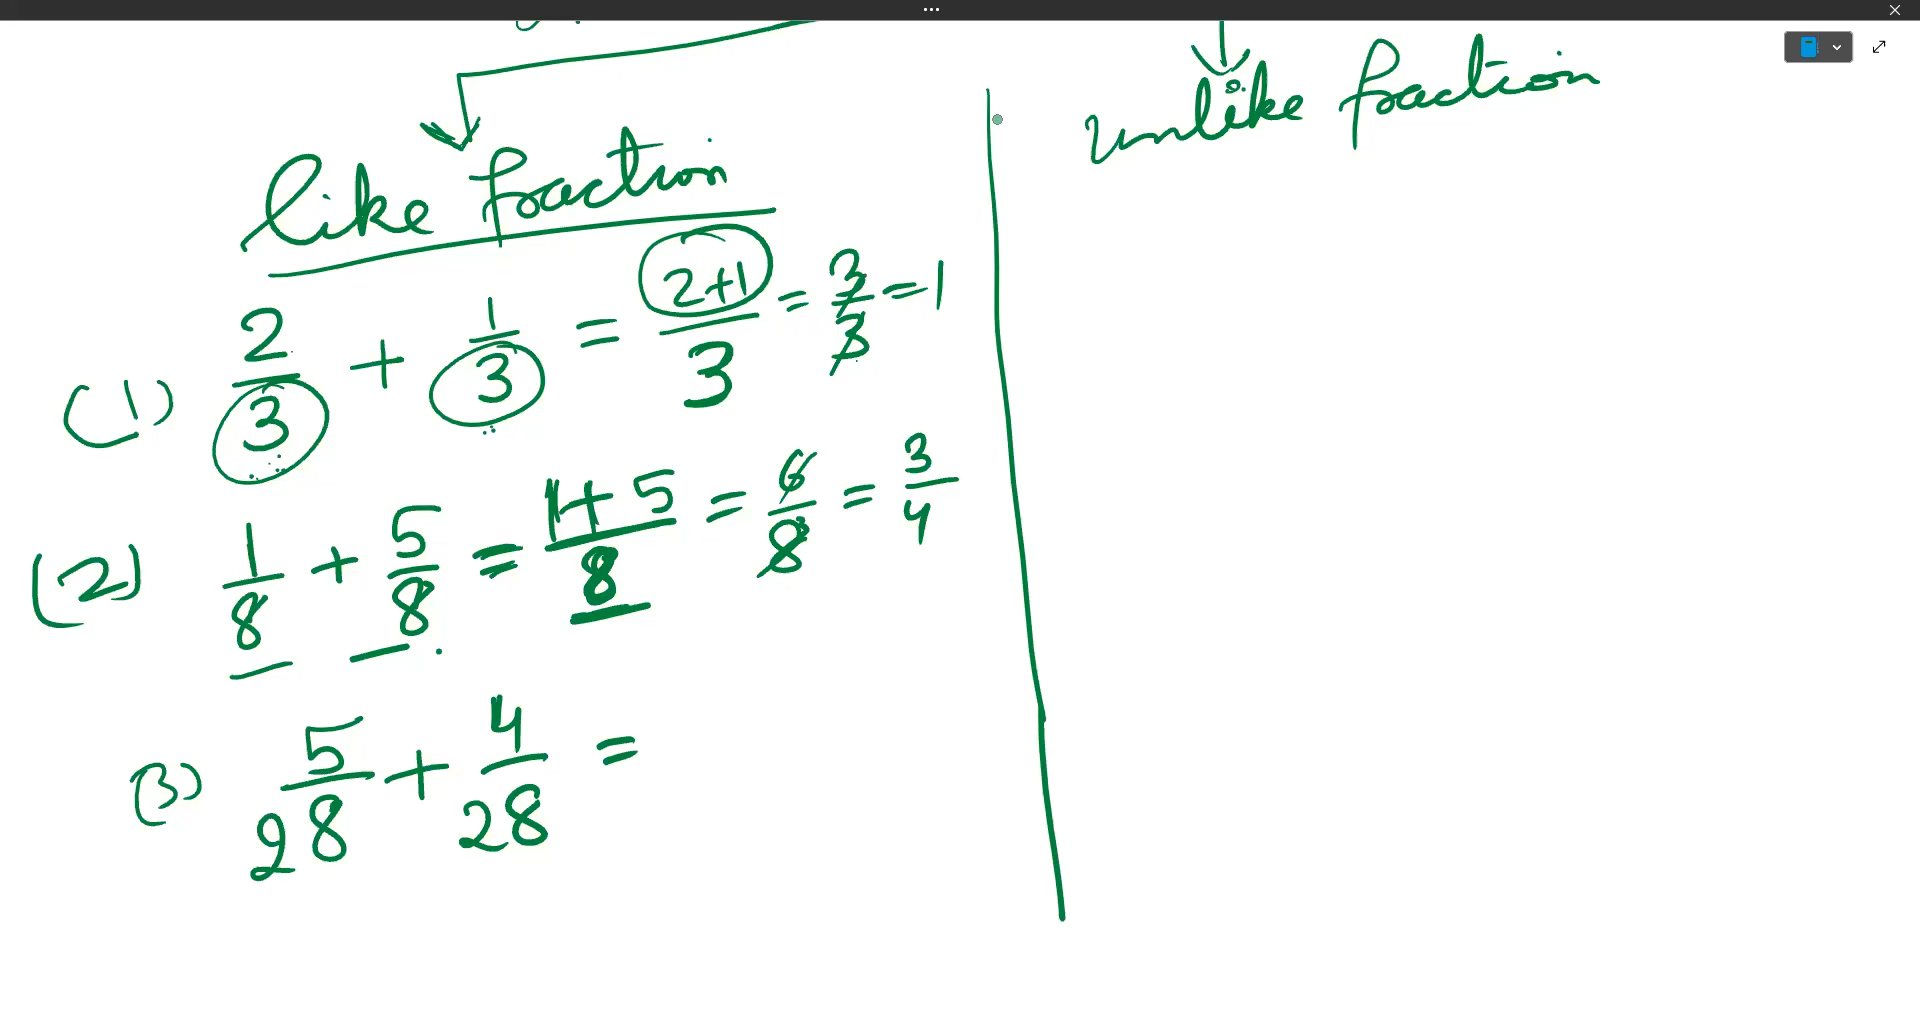 like fraction
unlike fraction
(1) 2/3 + 1/3 = 2+1/3 = 3/3 = 1
(2) 1/8 + 5/8 = 1+5/8 = 6/8 = 3/4
(3) 5/28 + 4/28 =